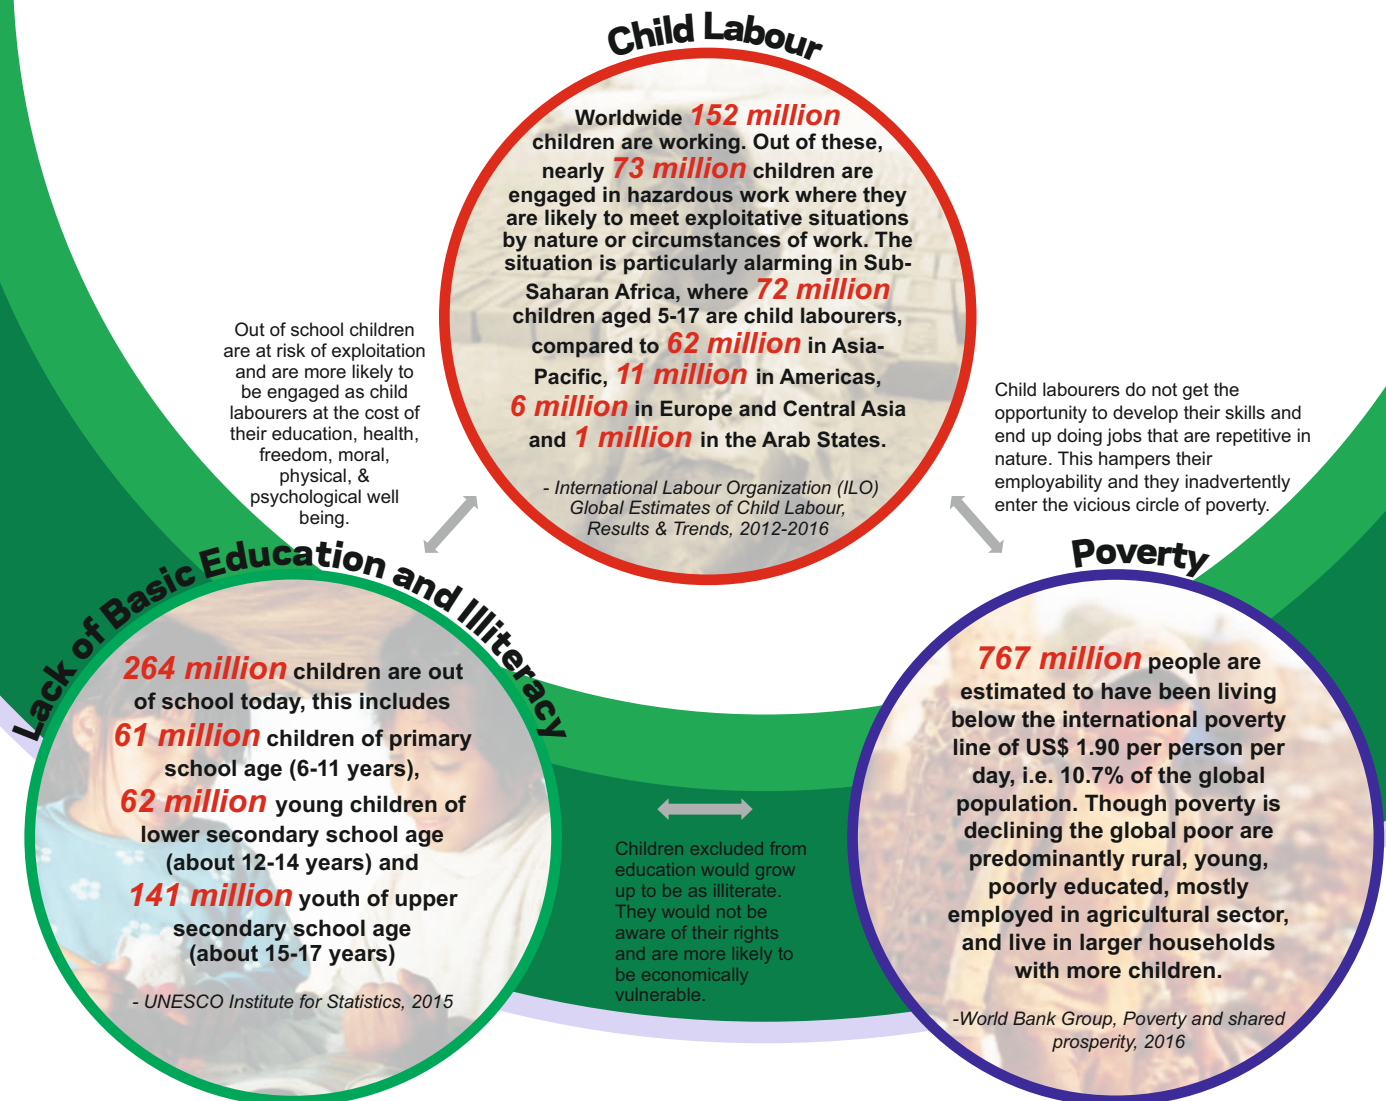 Child Labour
Worldwide 152 million
children are working. Out of these,
nearly 73 million children are
engaged in hazardous work where they
are likely to meet exploitative situations
by nature or circumstances of work. The
situation is particularly alarming in Sub-
Saharan Africa, where 72 million
children aged 5-17 are child labourers,
compared to 62 million in Asia-
Pacific, 11 million in Americas,
6 million in Europe and Central Asia
and 1 million in the Arab States.
- International Labour Organization (ILO)
Global Estimates of Child Labour,
Results & Trends, 2012-2016
Out of school children
are at risk of exploitation
and are more likely to
be engaged as child
labourers at the cost of
their education, health,
freedom, moral,
physical, &
psychological well
being.
Child labourers do not get the
opportunity to develop their skills and
end up doing jobs that are repetitive in
nature. This hampers their
employability and they inadvertently
enter the vicious circle of poverty.
Lack of Basic Education and Illiteracy
264 million children are out
of school today, this includes
61 million children of primary
school age (6-11 years),
62 million young children of
lower secondary school age
(about 12-14 years) and
141 million youth of upper
secondary school age
(about 15-17 years)
- UNESCO Institute for Statistics, 2015
Children excluded from
education would grow
up to be as illiterate.
They would not be
aware of their rights
and are more likely to
be economically
vulnerable.
Poverty
767 million people are
estimated to have been living
below the international poverty
line of US$ 1.90 per person per
day, i.e. 10.7% of the global
population. Though poverty is
declining the global poor are
predominantly rural, young,
poorly educated, mostly
employed in agricultural sector,
and live in larger households
with more children.
-World Bank Group, Poverty and shared
prosperity, 2016